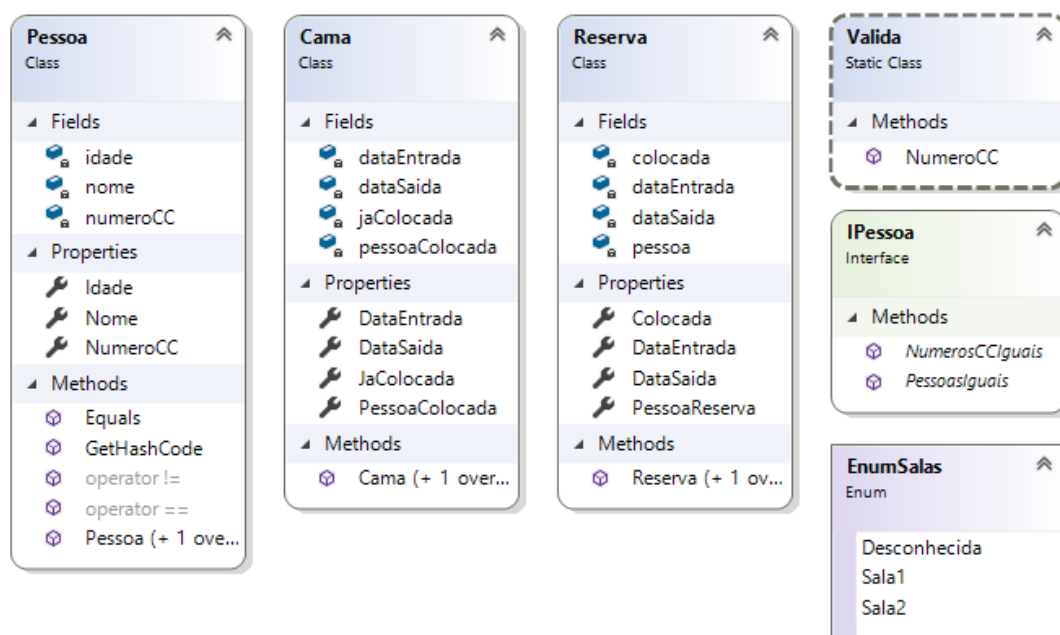 Pessoa
Class
Fields
idade
nome
numeroCC
Properties
Idade
Nome
NumeroCC
Methods
Equals
GetHashCode
operator !=
operator ==
Pessoa (+ 1 ove...
Cama
Class
Fields
dataEntrada
dataSaida
jaColocada
pessoaColocada
Properties
DataEntrada
DataSaida
JaColocada
PessoaColocada
Methods
Cama (+ 1 over...
Reserva
Class
Fields
colocada
dataEntrada
dataSaida
pessoa
Properties
Colocada
DataEntrada
DataSaida
PessoaReserva
Methods
Reserva (+ 1 ov...
Valida
Static Class
Methods
NumeroCC
IPessoa
Interface
Methods
NumerosCCIguais
PessoasIguais
EnumSalas
Enum
Desconhecida
Sala1
Sala2